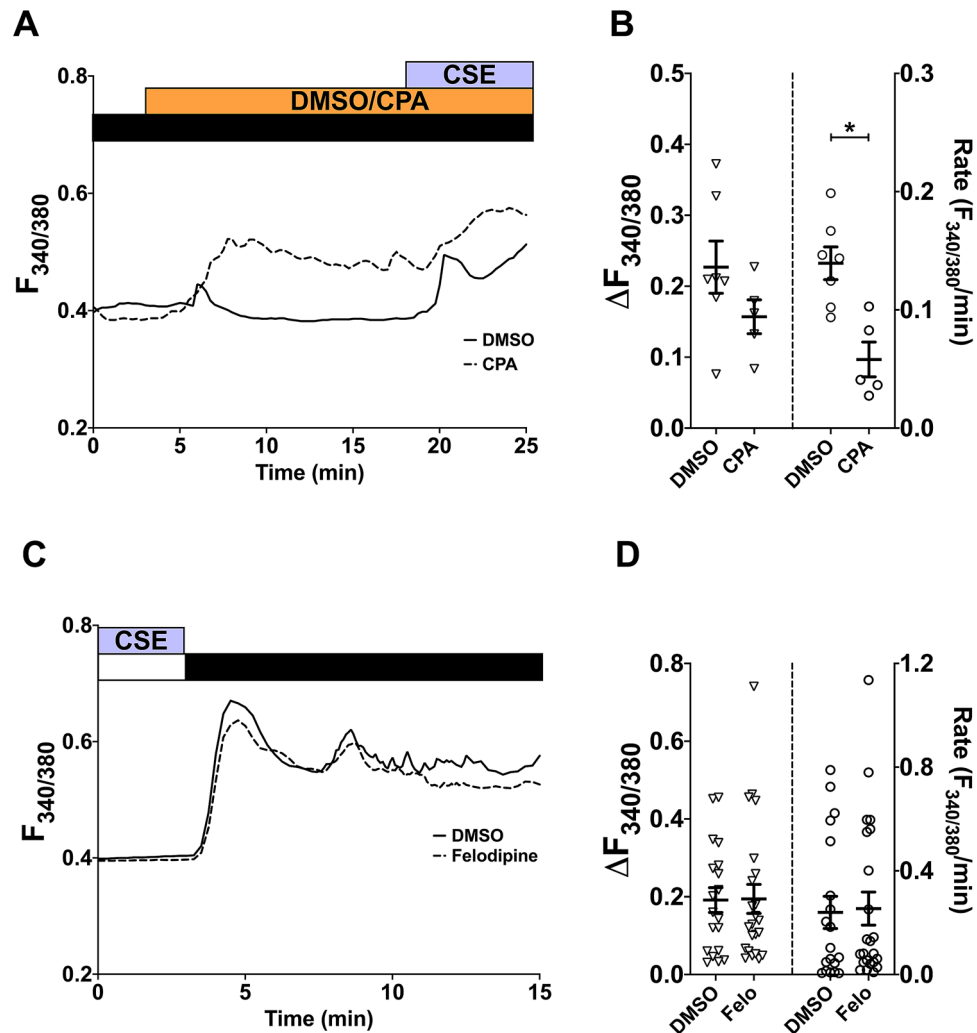 A
CSE
DMSO/CPA
0.8
0.6
0.4
0.2
F340/380
0 5 10 15 20 25
Time (min)
DMSO
CPA
B
0.5
0.4
0.3
0.2
0.1
0.0
ΔF340/380
*
0.3
0.2
0.1
0.0
Rate (F340/380/min)
DMSO CPA DMSO CPA
C
CSE
0.8
0.6
0.4
0.2
F340/380
0 5 10 15
Time (min)
DMSO
Felodipine
D
0.8
0.6
0.4
0.2
0.0
ΔF340/380
1.2
0.8
0.4
0.0
Rate (F340/380/min)
DMSO Felo DMSO Felo